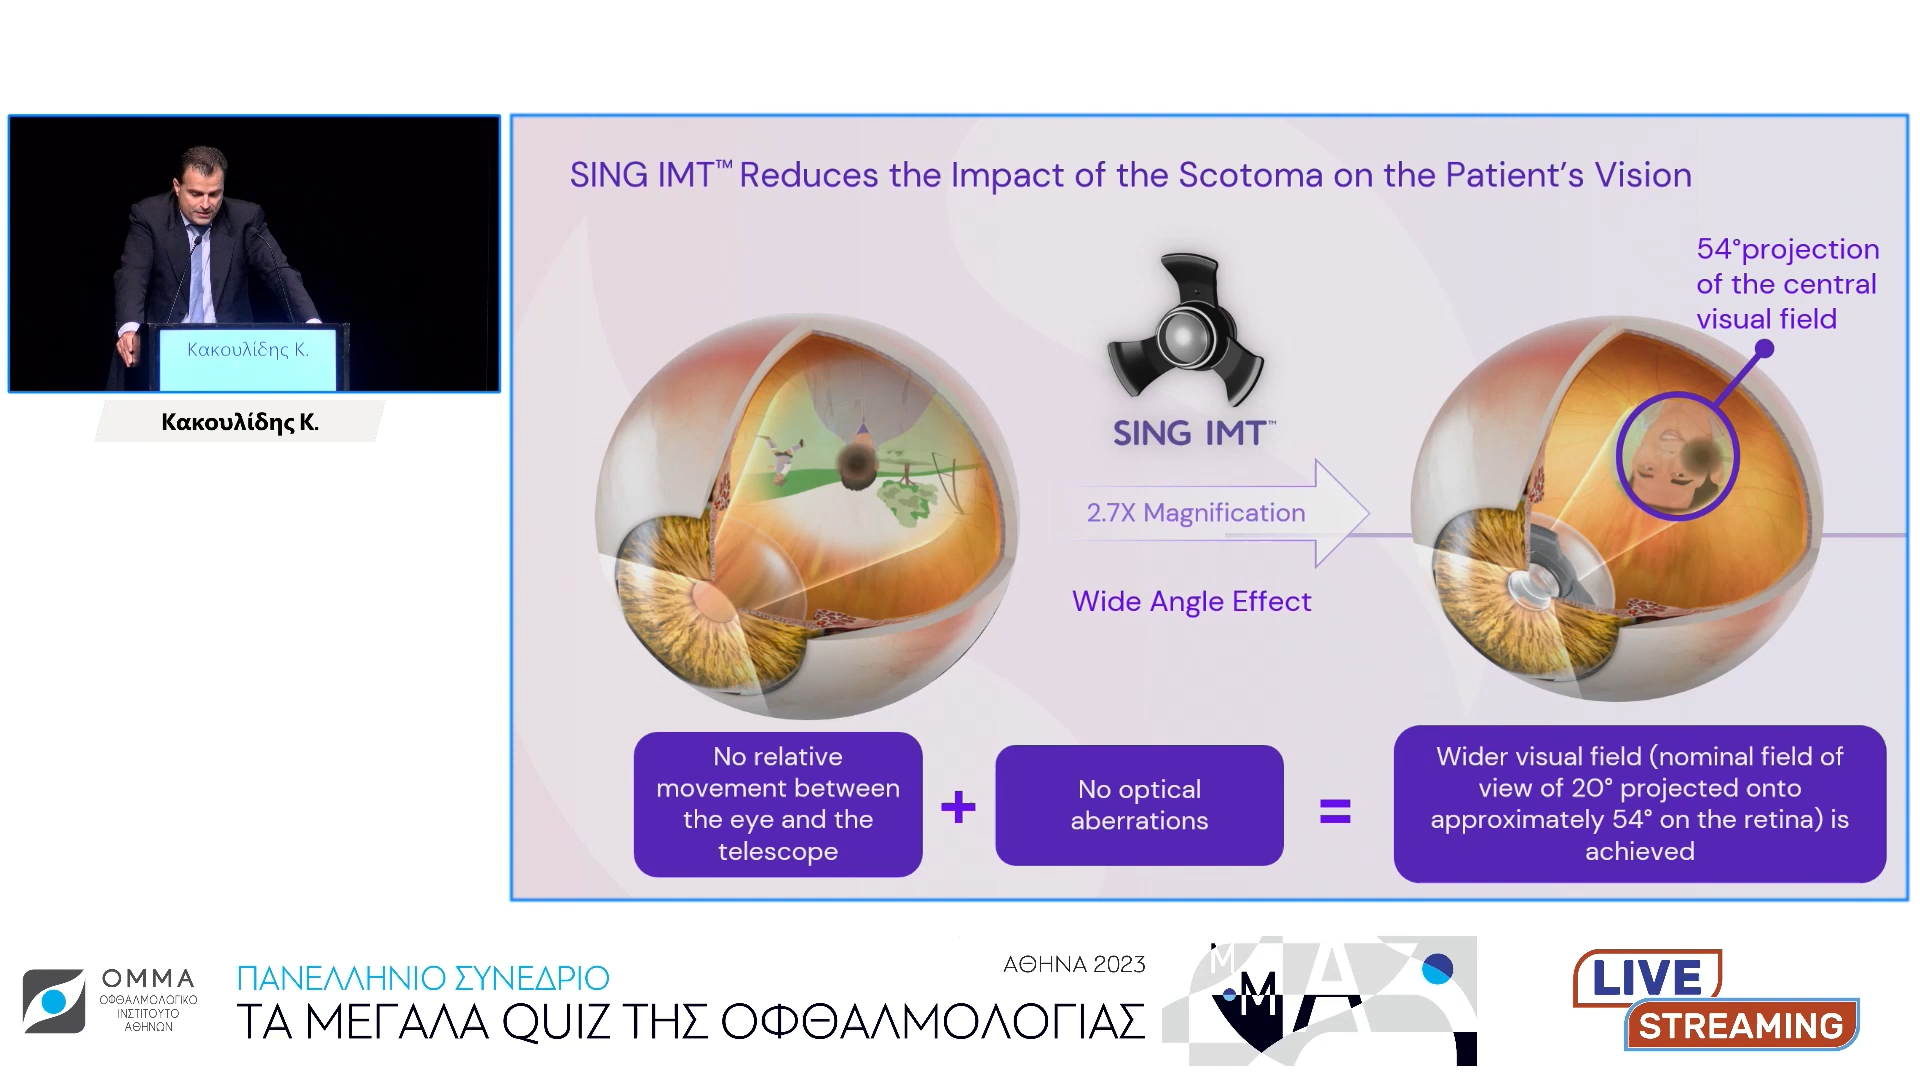 Κακουλίδης Κ.
Κακουλίδης Κ.
SING IMT™ Reduces the Impact of the Scotoma on the Patient's Vision
54°projection
of the central
visual field
SING IMT™
2.7X Magnification
Wide Angle Effect
No relative
movement between
the eye and the
telescope
+
No optical
aberrations
=
Wider visual field (nominal field of
view of 20° projected onto
approximately 54° on the retina) is
achieved
ΟΜΜΑ
ΟΦΘΑΛΜΟΛΟΓΙΚΟ
ΙΝΣΤΙΤΟΥΤΟ
ΑΘΗΝΩΝ
ΠΑΝΕΛΛΗΝΙΟ ΣΥΝΕΔΡΙΟ
ΑΘΗΝΑ 2023
ΤΑ ΜΕΓΑΛΑ QUIZ ΤΗΣ ΟΦΘΑΛΜΟΛΟΓΙΑΣ
LIVE
STREAMING